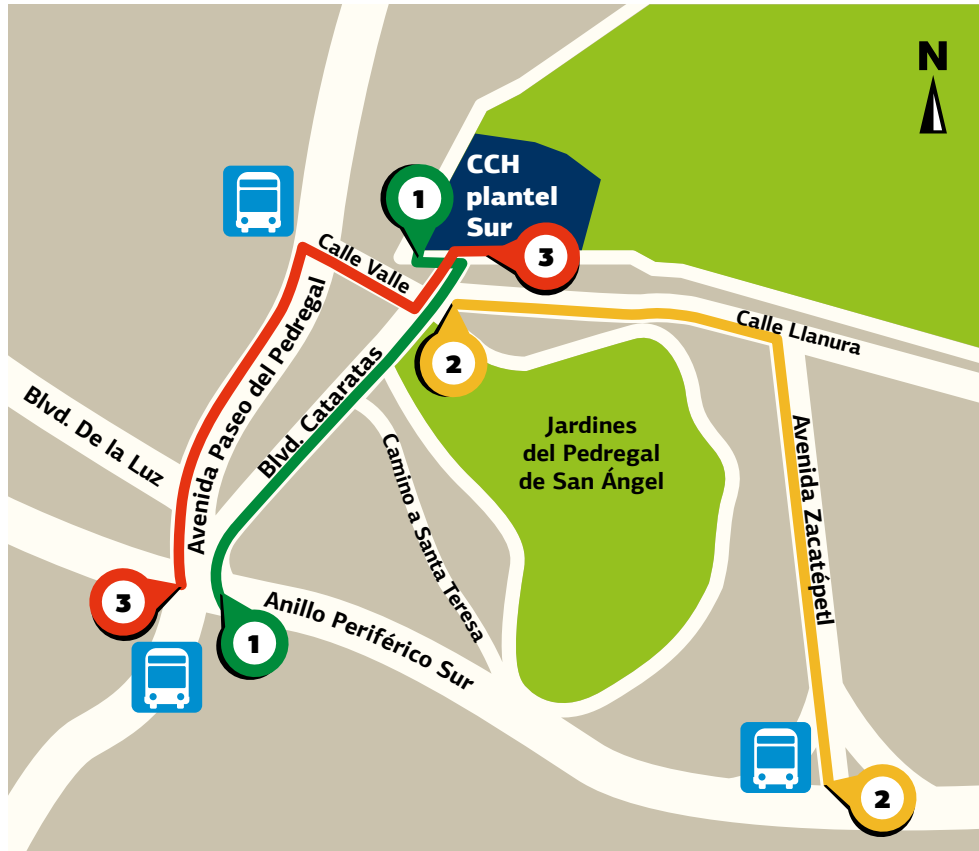 N
CCH
plantel
Sur
1
3
Calle Valle
2
Calle Llanura
Avenida Paseo del Pedregal
Blvd. Cataratas
Blvd. De la Luz
Camino a Santa Teresa
Jardines
del Pedregal
de San Ángel
Avenida Zacatépetl
3
1
Anillo Periférico Sur
2